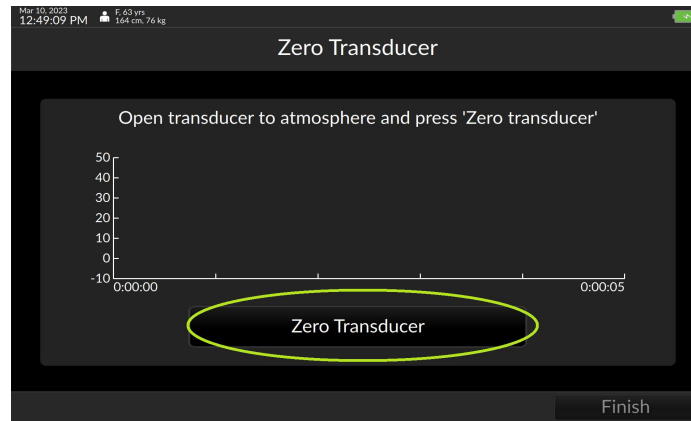 Mar 10, 2023
12:49:09 PM
F, 63 yrs
164 cm, 76 kg
Zero Transducer
Open transducer to atmosphere and press 'Zero transducer'
50
40
30
20
10
0
-10
0:00:00
0:00:05
Zero Transducer
Finish